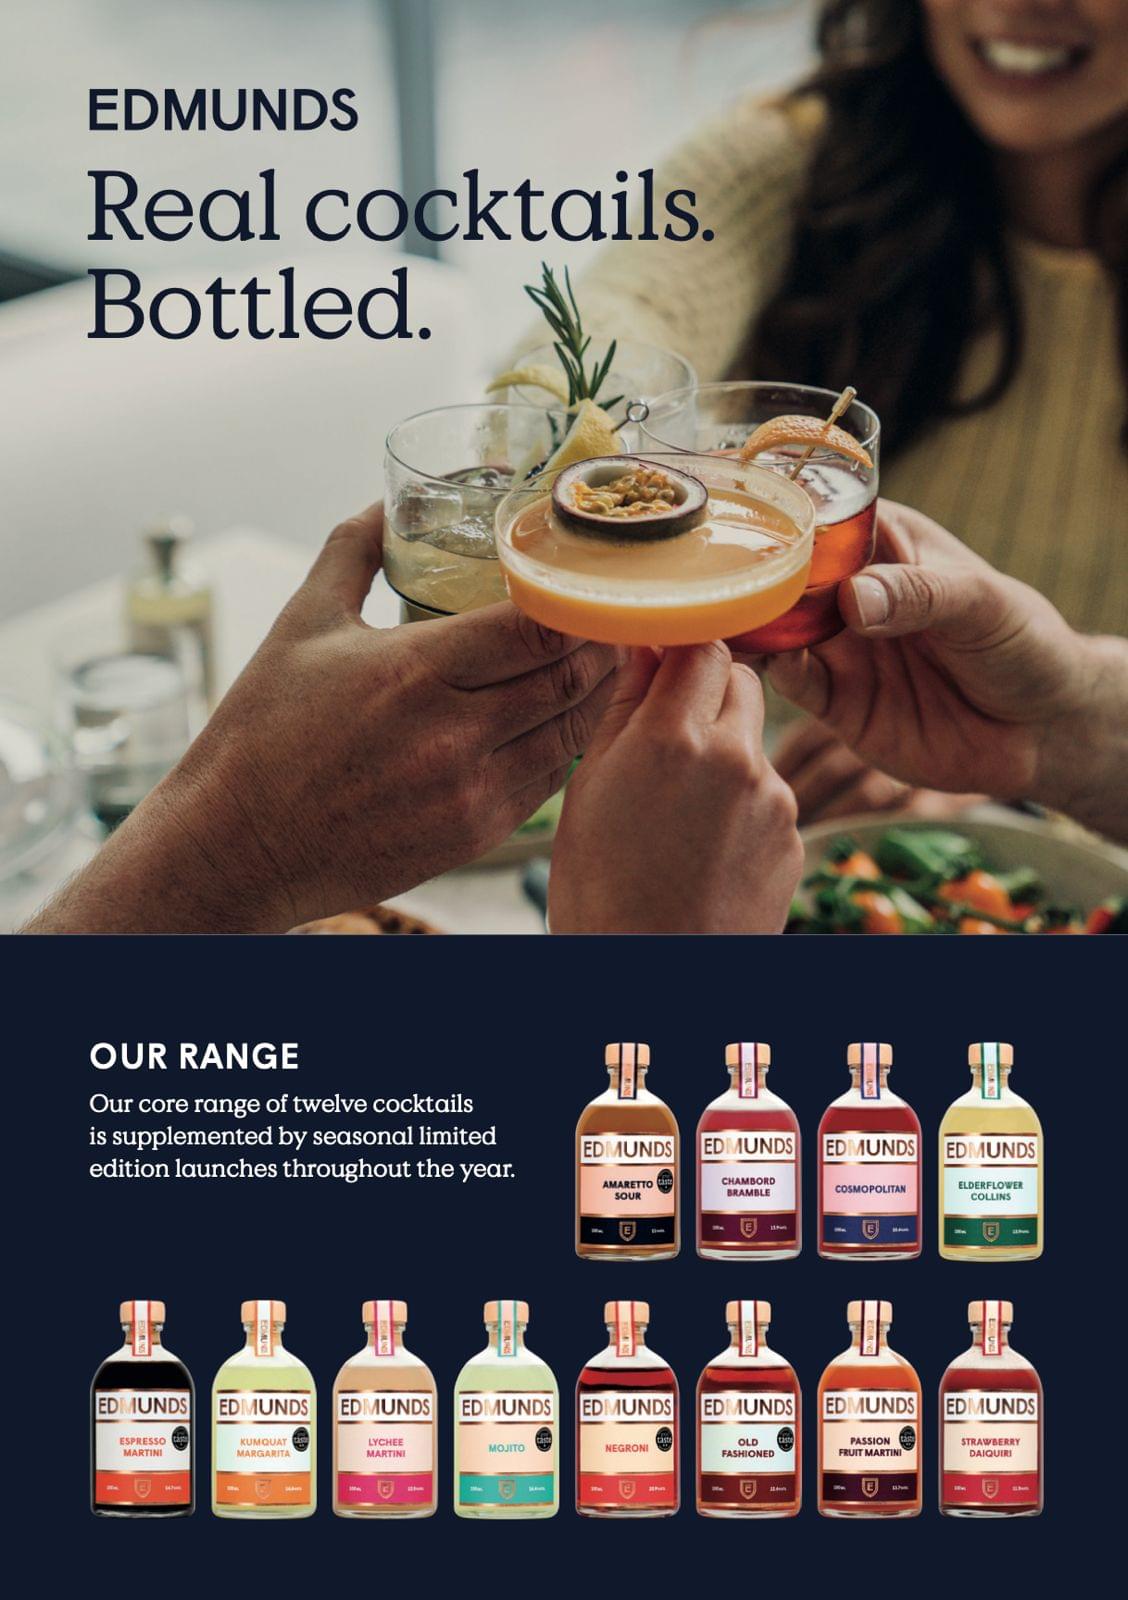 EDMUNDS
Real cocktails.
Bottled.
OUR RANGE
Our core range of twelve cocktails
is supplemented by seasonal limited
edition launches throughout the year.
EDMUNDS
AMARETTO
SOUR
EDMUNDS
CHAMBORD
BRAMBLE
EDMUNDS
COSMOPOLITAN
EDMUNDS
ELDERFLOWER
COLLINS
EDMUNDS
ESPRESSO
MARTINI
EDMUNDS
KUMQUAT
MARGARITA
EDMUNDS
LYCHEE
MARTINI
EDMUNDS
MOJITO
EDMUNDS
NEGRONI
EDMUNDS
OLD
FASHIONED
EDMUNDS
PASSION
FRUIT MARTINI
EDMUNDS
STRAWBERRY
DAIQUIRI